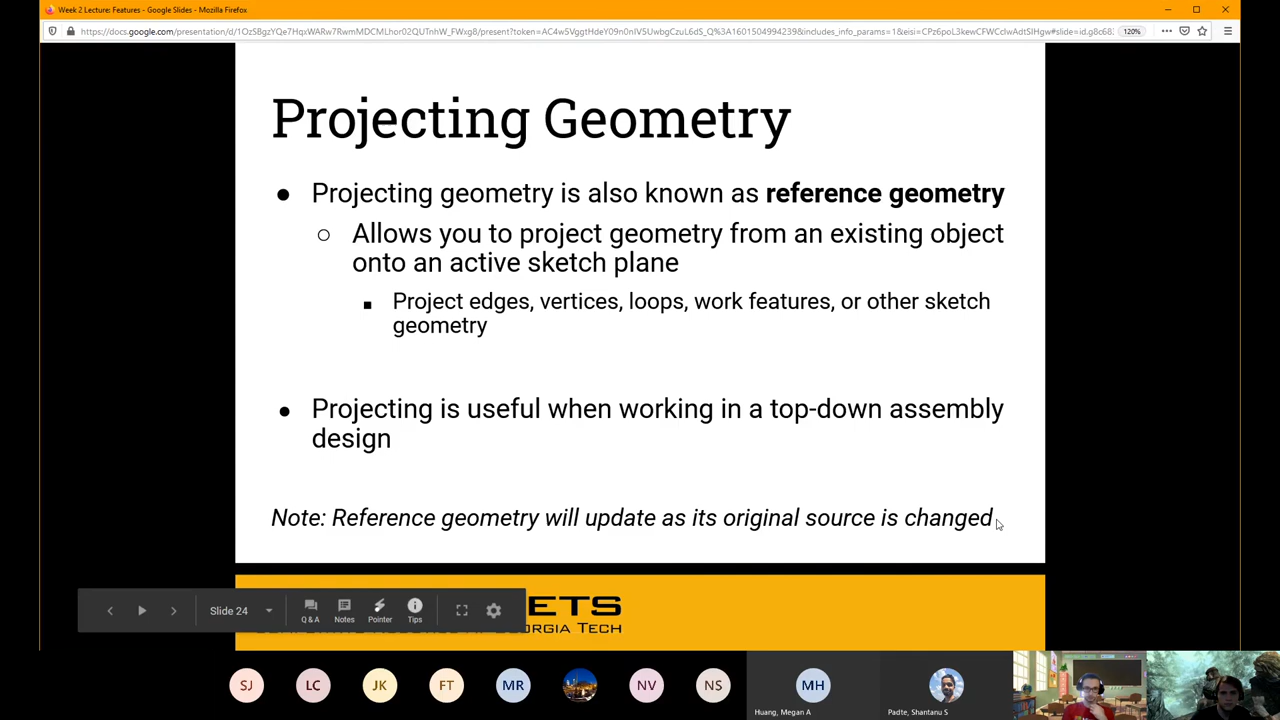 Week 2 Lecture: Features - Google Slides - Mozilla Firefox
120%
Projecting Geometry
● Projecting geometry is also known as reference geometry
○ Allows you to project geometry from an existing object
onto an active sketch plane
■ Project edges, vertices, loops, work features, or other sketch
geometry
● Projecting is useful when working in a top-down assembly
design
Note: Reference geometry will update as its original source is changed
Slide 24
Q & A
Notes
Pointer
Tips
ETS
GEORGIA TECH
SJ
LC
JK
FT
MR
NV
NS
MH
Huang, Megan A
Padte, Shantanu S